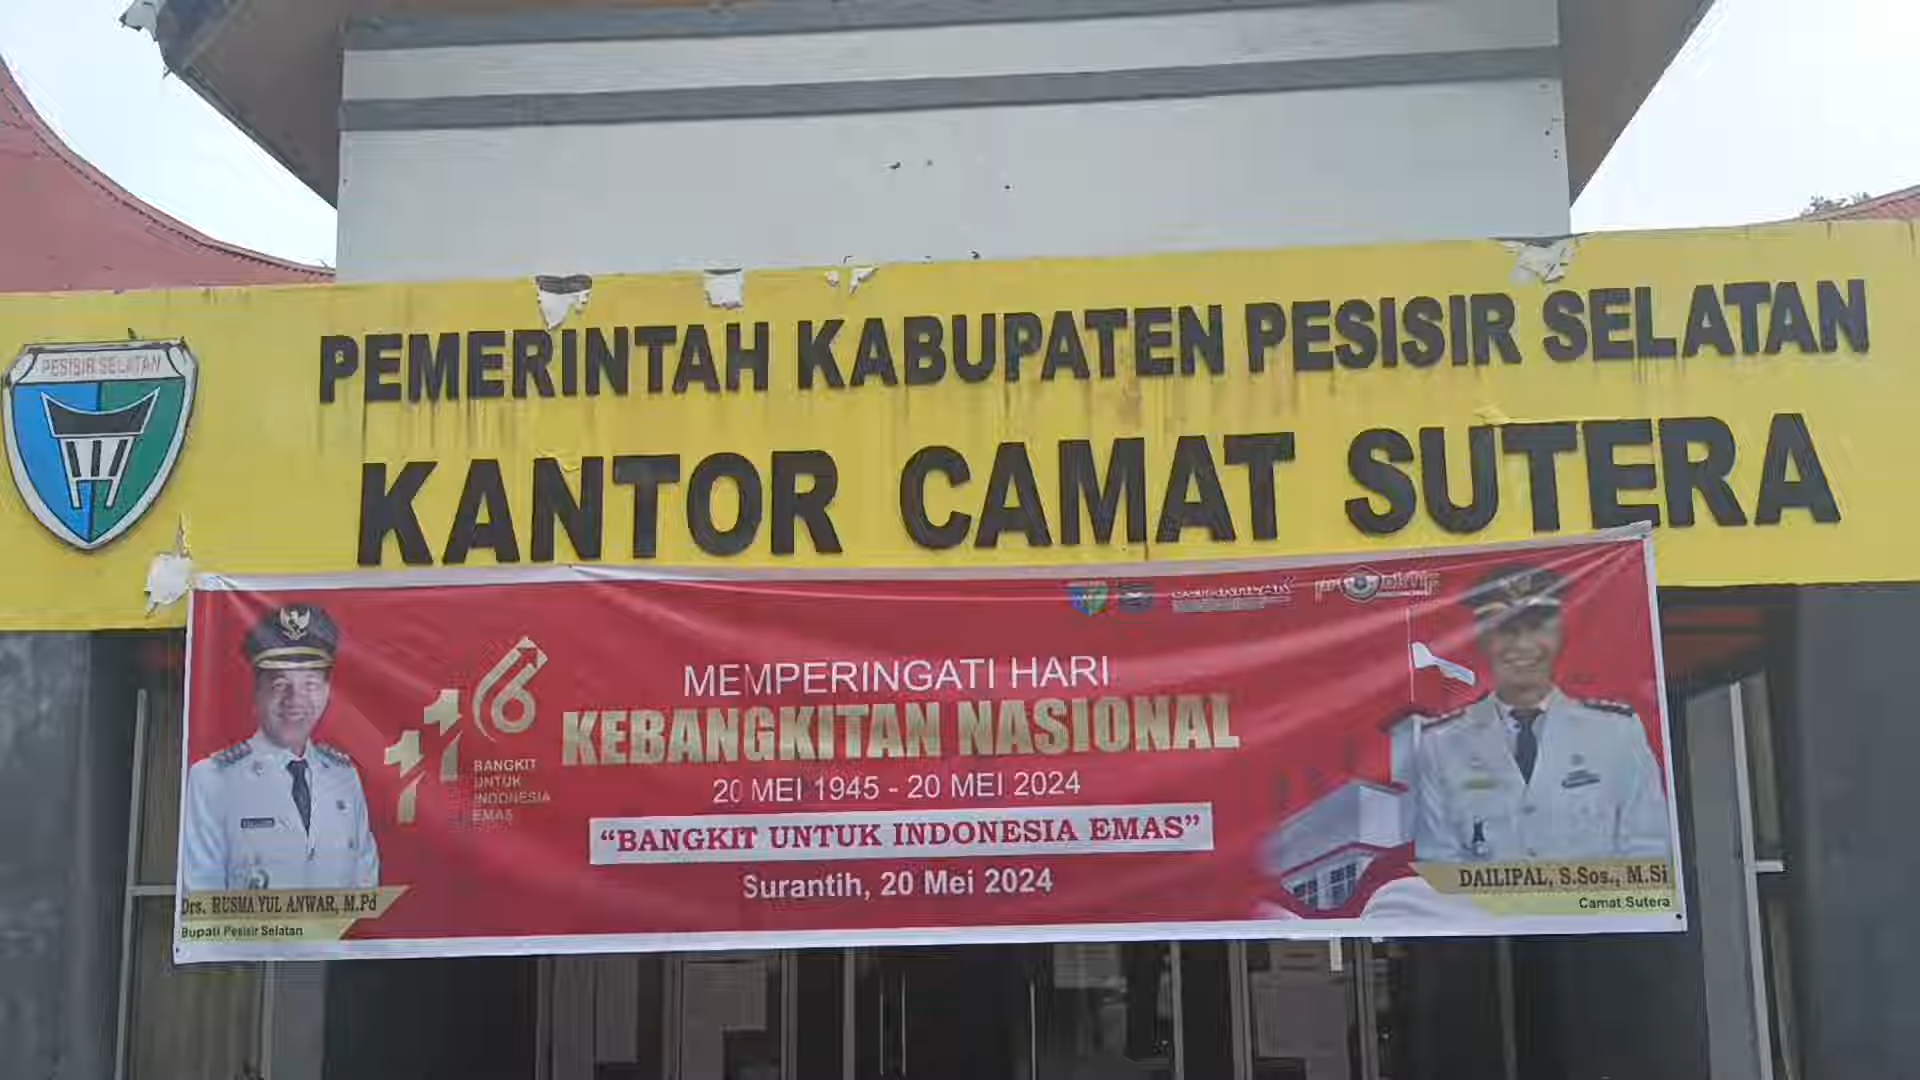 PESISIR SELATAN
PEMERINTAH KABUPATEN PESISIR SELATAN
KANTOR CAMAT SUTERA
116
BANGKIT
UNTUK
INDONESIA
EMAS
MEMPERINGATI HARI
KEBANGKITAN NASIONAL
20 MEI 1945 - 20 MEI 2024
“BANGKIT UNTUK INDONESIA EMAS”
Surantih, 20 Mei 2024
Drs. RUSMA YUL ANWAR, M.Pd
Bupati Pesisir Selatan
DAILIPAL, S.Sos., M.Si
Camat Sutera